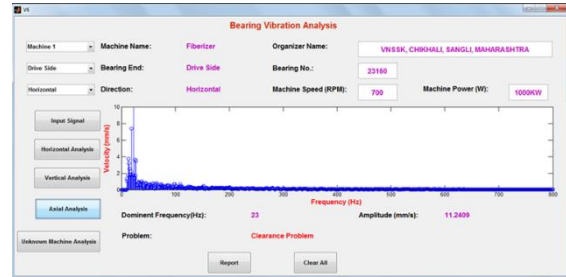 V6
Bearing Vibration Analysis
Machine 1 Machine Name: Fiberizer Organizer Name: VNSSK, CHIKHALI, SANGLI, MAHARASHTRA
Drive Side Bearing End: Drive Side Bearing No.: 23160
Horizontal Direction: Horizontal Machine Speed (RPM): 700 Machine Power (W): 1000KW
Input Signal
Horizontal Analysis
Vertical Analysis
Axial Analysis
Unknown Machine Analysis
Velocity (mm/s)
10
8
6
4
2
0
0 100 200 300 400 500 600 700 800
Frequency (Hz)
Dominent Frequency(Hz): 23 Amplitude (mm/s): 11.2409
Problem: Clearance Problem
Report Clear All